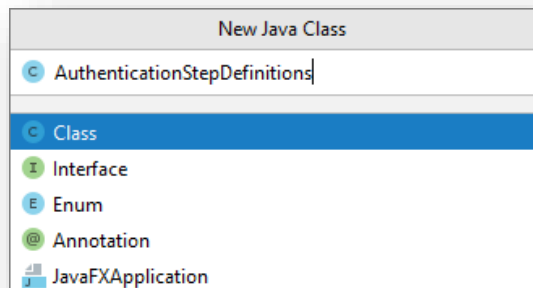 New Java Class
C AuthenticationStepDefinitions
C Class
I Interface
E Enum
@ Annotation
J JavaFXApplication